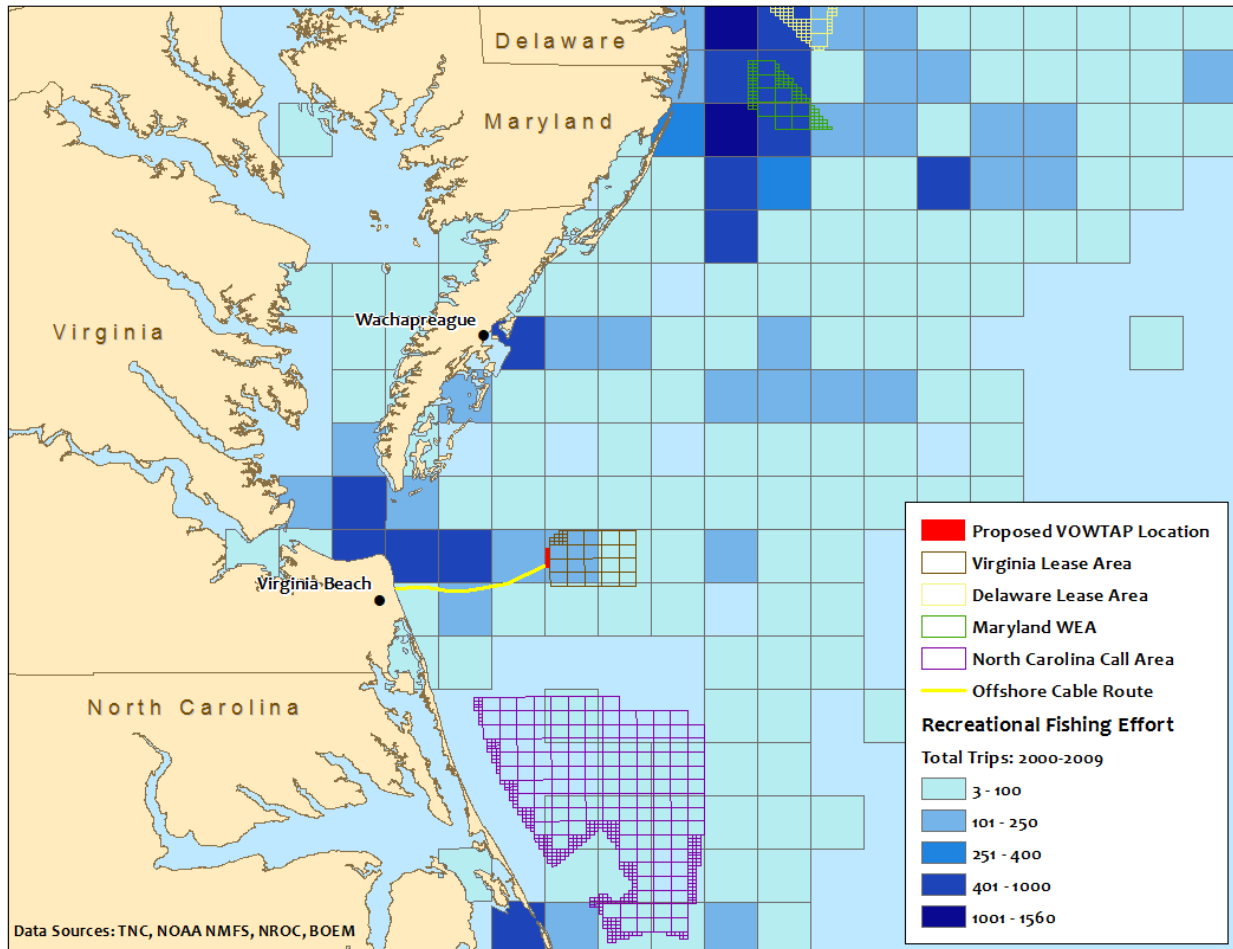 Delaware
Maryland
Virginia
Wachapreague
Virginia Beach
North Carolina
Proposed VOWTAP Location
Virginia Lease Area
Delaware Lease Area
Maryland WEA
North Carolina Call Area
Offshore Cable Route
Recreational Fishing Effort
Total Trips: 2000-2009
3 - 100
101 - 250
251 - 400
401 - 1000
1001 - 1560
Data Sources: TNC, NOAA NMFS, NROC, BOEM